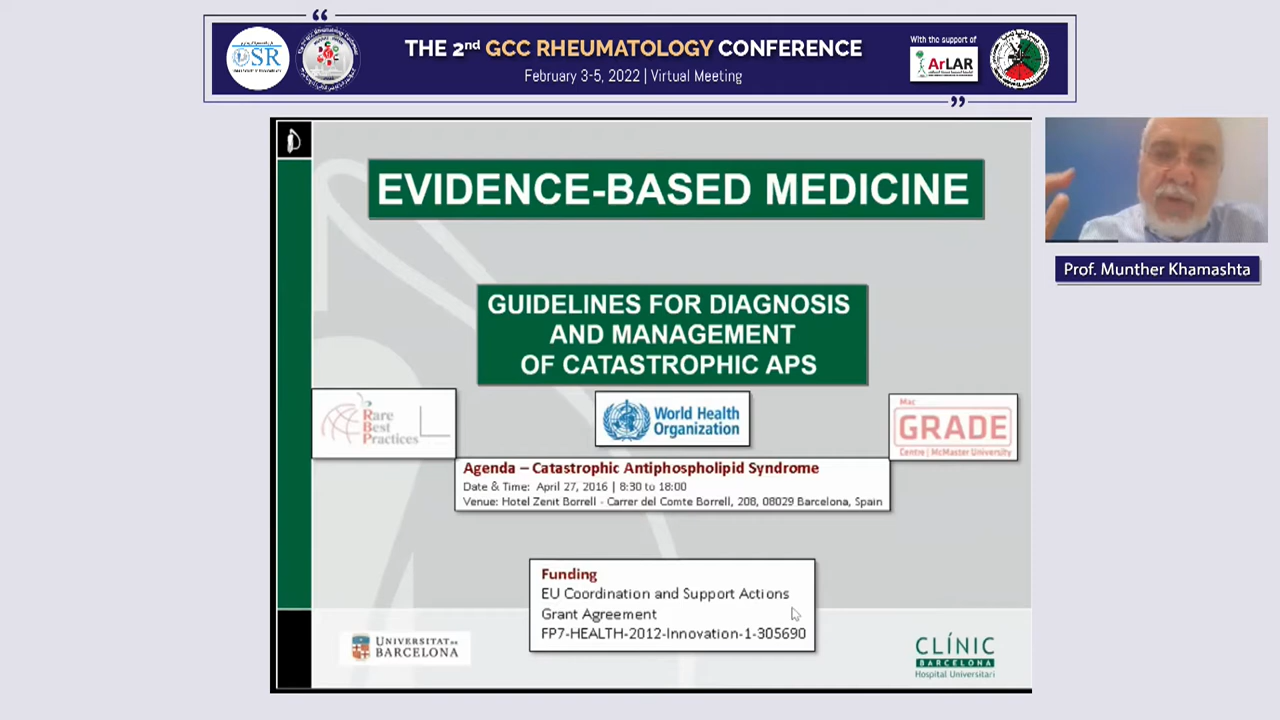 “
THE 2nd GCC RHEUMATOLOGY CONFERENCE
February 3-5, 2022 | Virtual Meeting
OSR
With the support of
ArLAR
”
EVIDENCE-BASED MEDICINE
GUIDELINES FOR DIAGNOSIS
AND MANAGEMENT
OF CATASTROPHIC APS
Rare
Best
Practices
World Health
Organization
Mac
GRADE
Centre | McMaster University
Agenda – Catastrophic Antiphospholipid Syndrome
Date & Time: April 27, 2016 | 8:30 to 18:00
Venue: Hotel Zenit Borrell - Carrer del Comte Borrell, 208, 08029 Barcelona, Spain
Funding
EU Coordination and Support Actions
Grant Agreement
FP7-HEALTH-2012-Innovation-1-305690
UNIVERSITAT DE
BARCELONA
CLÍNIC
BARCELONA
Hospital Universitari
Prof. Munther Khamashta